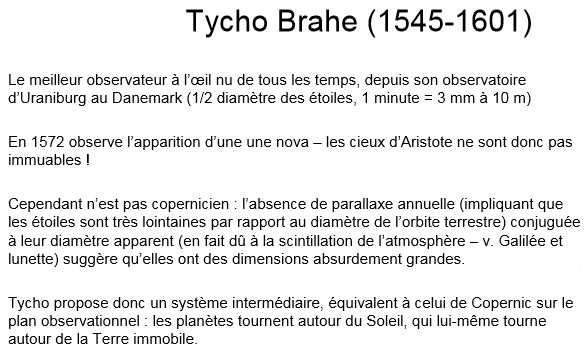 Tycho Brahe (1545-1601)
Le meilleur observateur à l'œil nu de tous les temps, depuis son observatoire
d'Uraniburg au Danemark (1/2 diamètre des étoiles, 1 minute = 3 mm à 10 m)
En 1572 observe l'apparition d'une une nova – les cieux d'Aristote ne sont donc pas
immuables !
Cependant n'est pas copernicien : l'absence de parallaxe annuelle (impliquant que
les étoiles sont très lointaines par rapport au diamètre de l'orbite terrestre) conjuguée
à leur diamètre apparent (en fait dû à la scintillation de l'atmosphère – v. Galilée et
lunette) suggère qu'elles ont des dimensions absurdement grandes.
Tycho propose donc un système intermédiaire, équivalent à celui de Copernic sur le
plan observationnel : les planètes tournent autour du Soleil, qui lui-même tourne
autour de la Terre immobile.